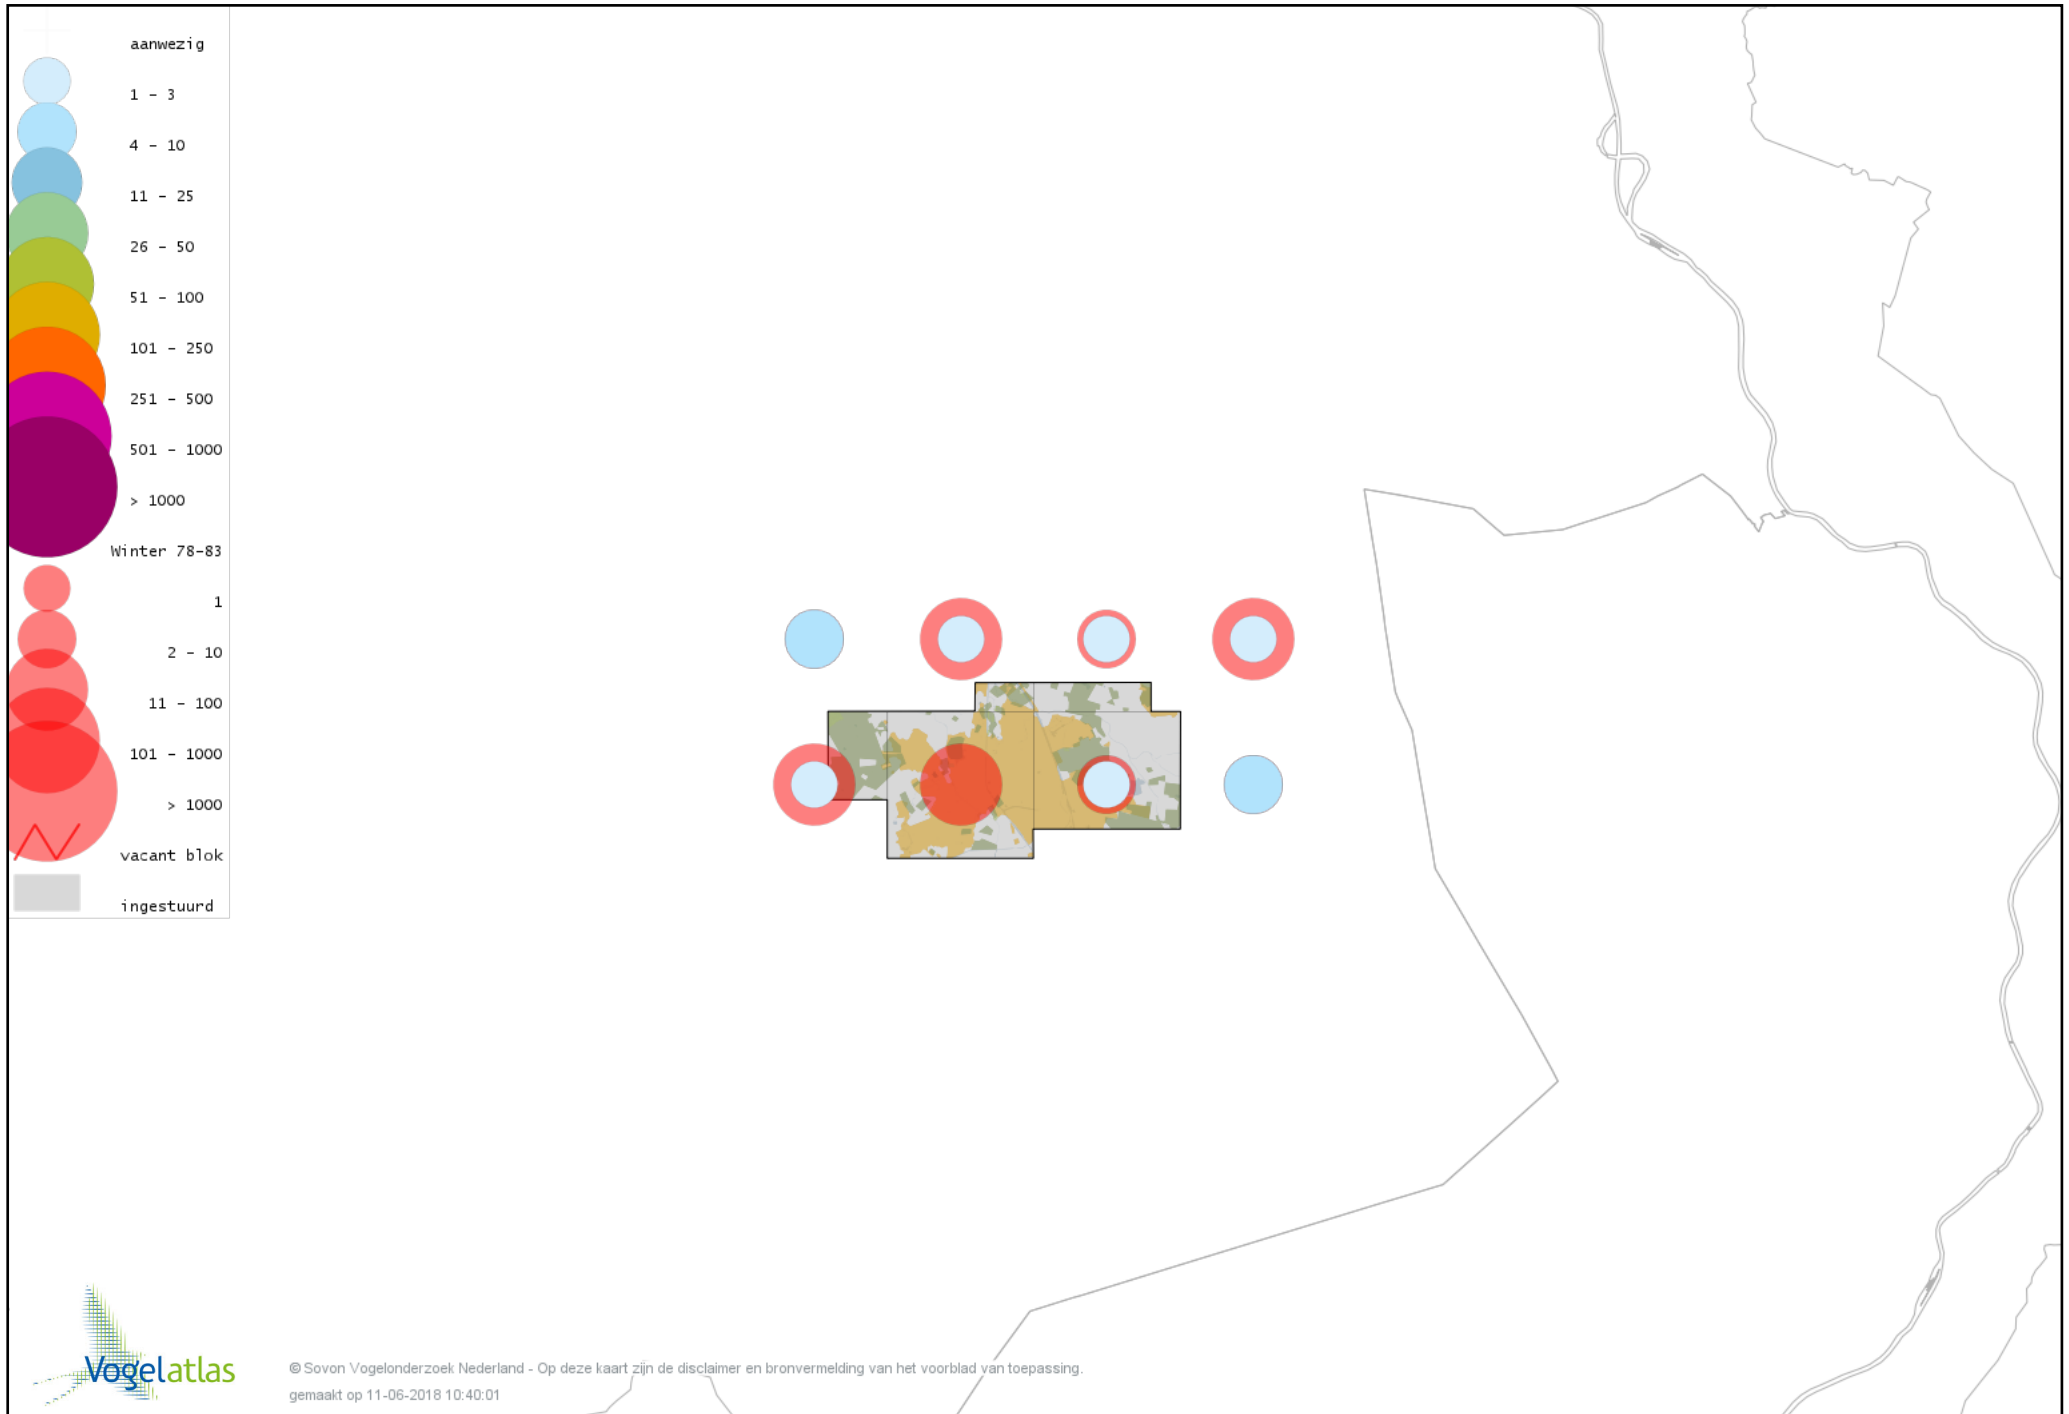 aanwezig
1 - 3
4 - 10
11 - 25
26 - 50
51 - 100
101 - 250
251 - 500
501 - 1000
> 1000
Winter 78-83
1
2 - 10
11 - 100
101 - 1000
> 1000
vacant blok
ingestuurd
Vogelatlas
© Sovon Vogelonderzoek Nederland - Op deze kaart zijn de disclaimer en bronvermelding van het voorblad van toepassing.
gemaakt op 11-06-2018 10:40:01